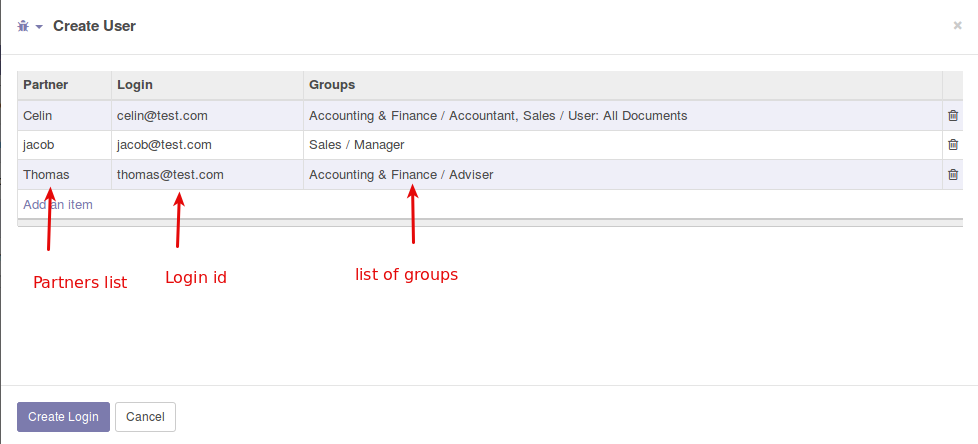 Create User
Partner Login Groups
Celin celin@test.com Accounting & Finance / Accountant, Sales / User: All Documents
jacob jacob@test.com Sales / Manager
Thomas thomas@test.com Accounting & Finance / Adviser
Add an item
Partners list Login id list of groups
Create Login Cancel